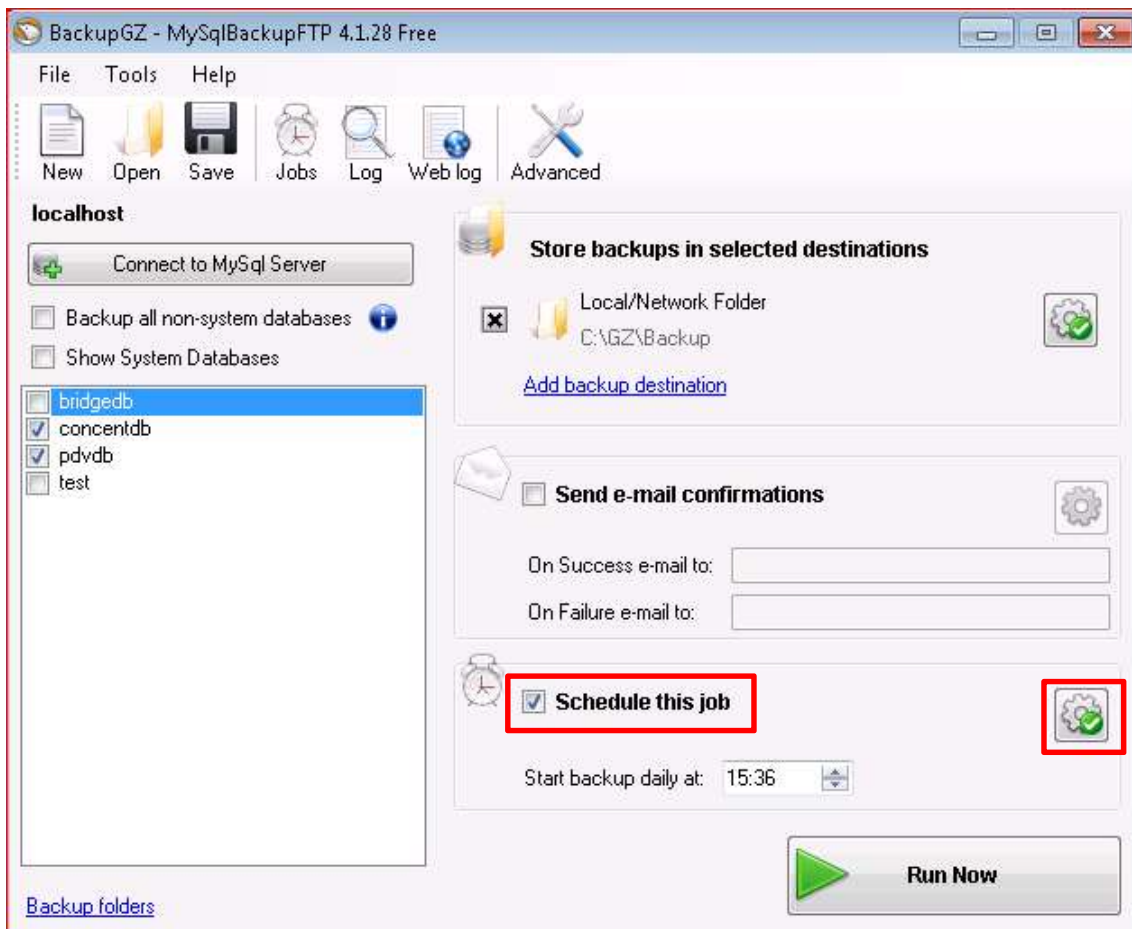 BackupGZ - MySqlBackupFTP 4.1.28 Free
File Tools Help
New Open Save Jobs Log Web log Advanced
localhost
Connect to MySql Server
Backup all non-system databases
Show System Databases
bridgedb
concentdb
pdvdb
test
Backup folders
Store backups in selected destinations
Local/Network Folder
C:\GZ\Backup
Add backup destination
Send e-mail confirmations
On Success e-mail to:
On Failure e-mail to:
Schedule this job
Start backup daily at: 15:36
Run Now